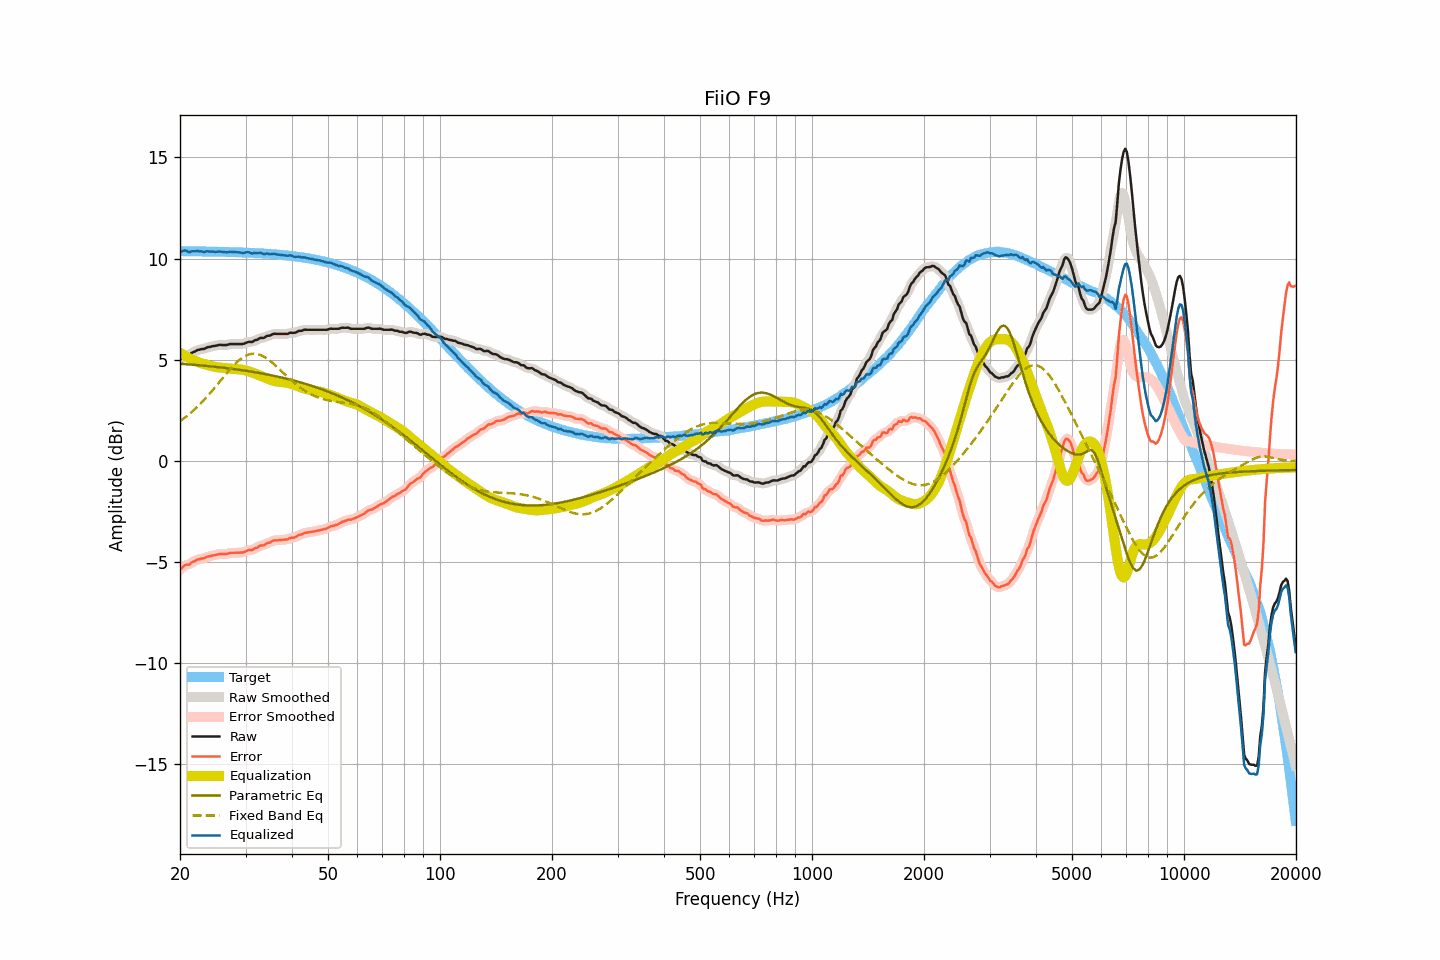 FiiO F9
Amplitude (dBr)
15
10
5
0
−5
−10
−15
Target
Raw Smoothed
Error Smoothed
Raw
Error
Equalization
Parametric Eq
Fixed Band Eq
Equalized
20 50 100 200 500 1000 2000 5000 10000 20000
Frequency (Hz)